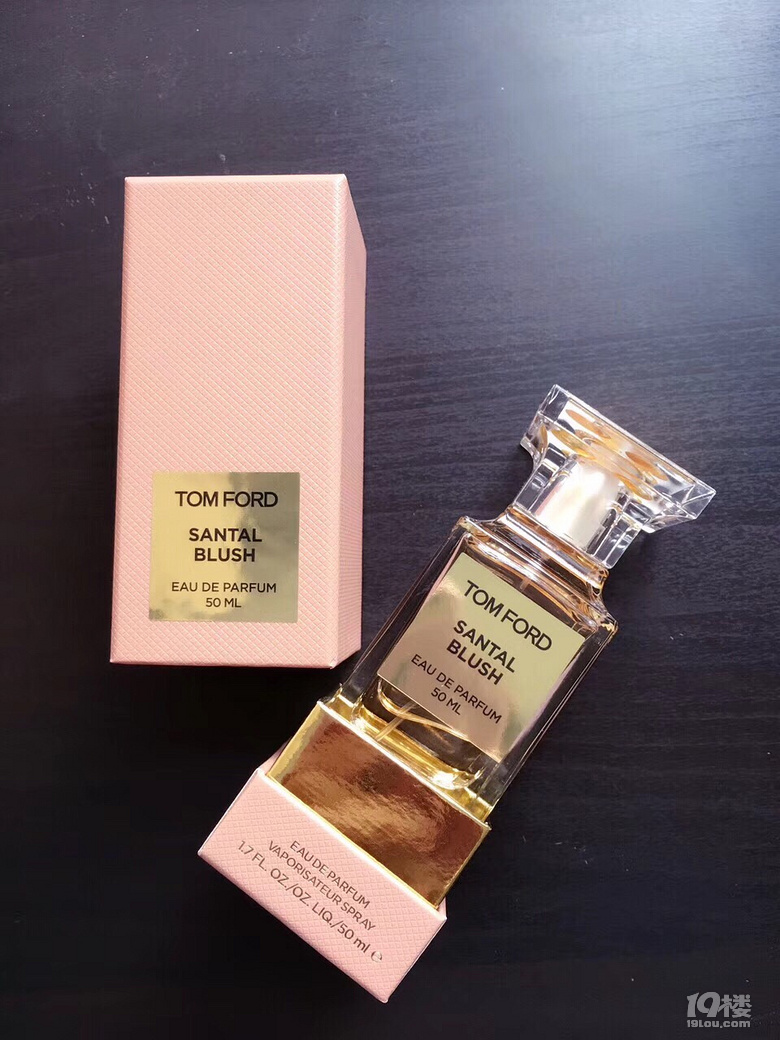 TOM FORD
SANTAL
BLUSH
EAU DE PARFUM
50 ML
TOM FORD
SANTAL
BLUSH
EAU DE PARFUM
50 ML
EAU DE PARFUM
VAPORISATEUR SPRAY
1.7 FL. OZ./OZ. LIQ./50 ml ℮
19楼
19lou.com